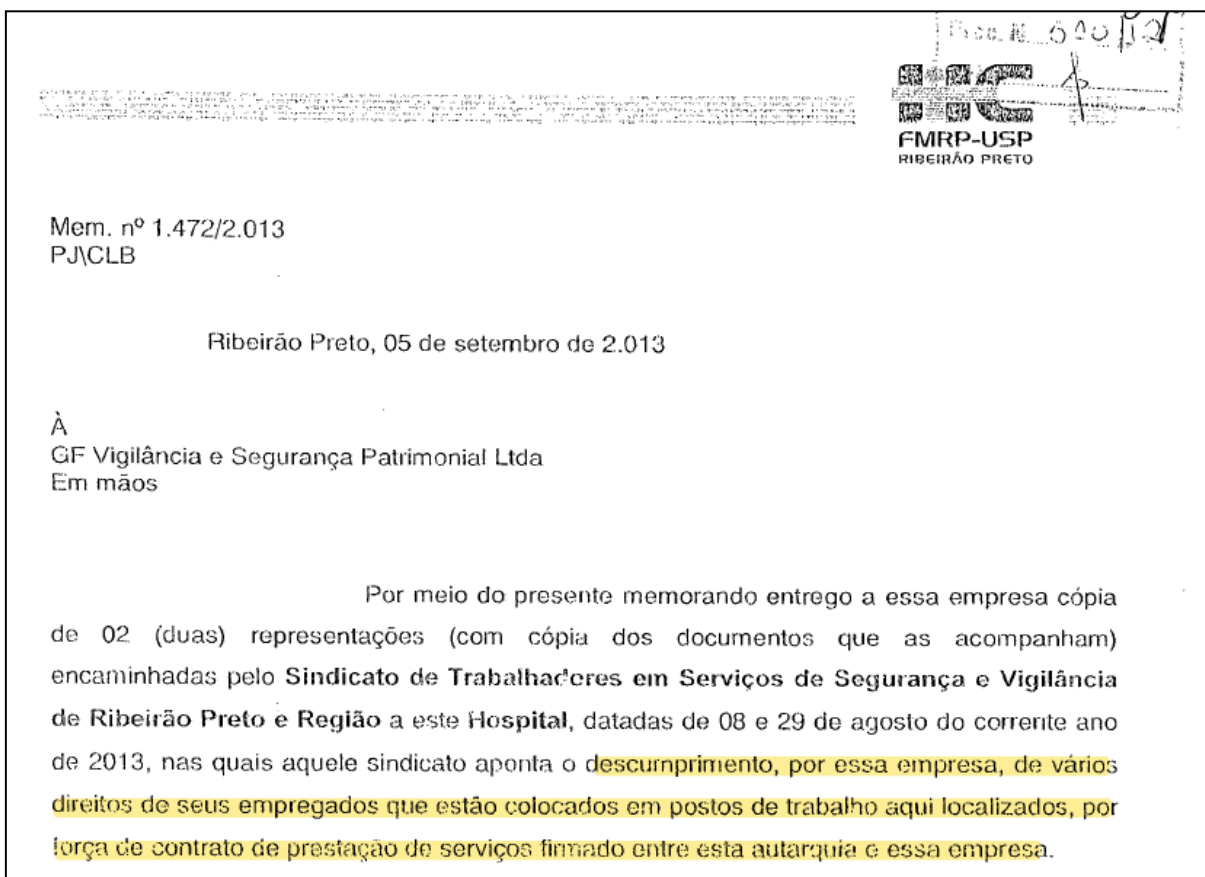 HC
FMRP-USP
RIBEIRÃO PRETO
Mem. nº 1.472/2.013
PJ\CLB
Ribeirão Preto, 05 de setembro de 2.013
À
GF Vigilância e Segurança Patrimonial Ltda
Em mãos
Por meio do presente memorando entrego a essa empresa cópia
de 02 (duas) representações (com cópia dos documentos que as acompanham)
encaminhadas pelo Sindicato de Trabalhadores em Serviços de Segurança e Vigilância
de Ribeirão Preto e Região a este Hospital, datadas de 08 e 29 de agosto do corrente ano
de 2013, nas quais aquele sindicato aponta o descumprimento, por essa empresa, de vários
direitos de seus empregados que estão colocados em postos de trabalho aqui localizados, por
força de contrato de prestação de serviços firmado entre esta autarquia e essa empresa.